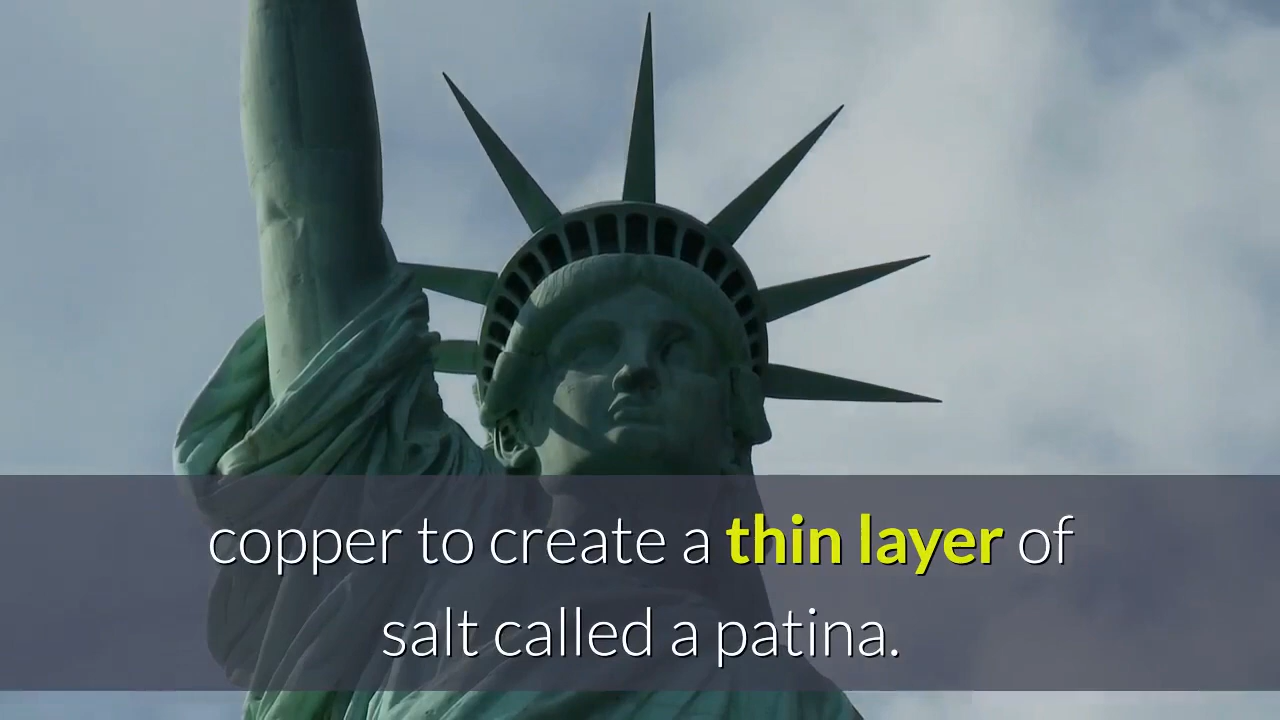 copper to create a thin layer of
salt called a patina.